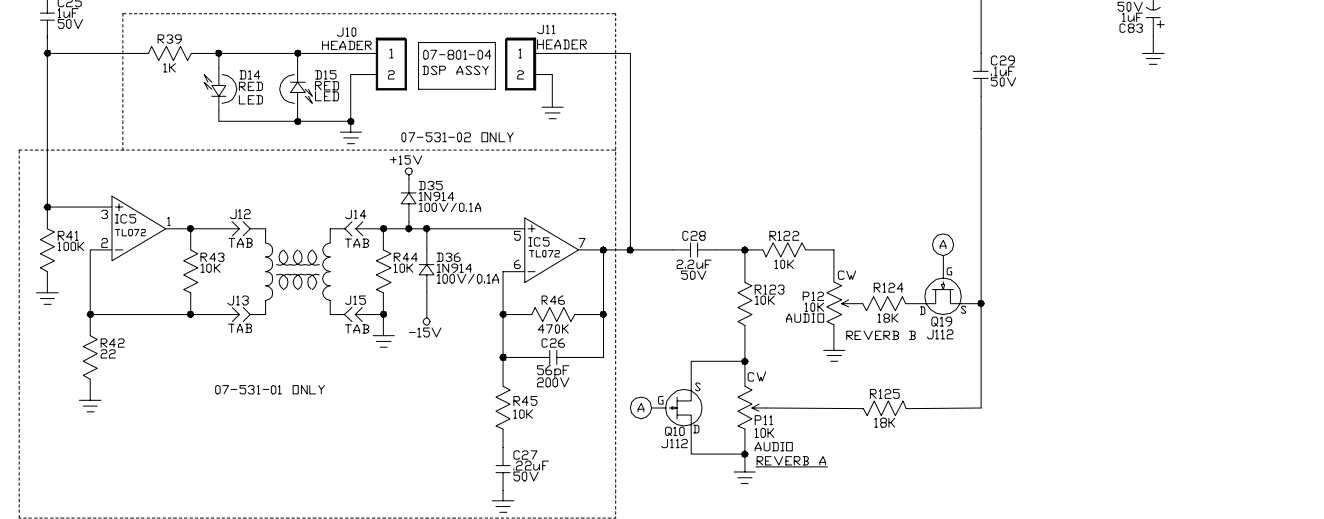 C25
1uF
50V
R39
1K
D14
RED
LED
D15
RED
LED
J10
HEADER
1
2
07-801-04
DSP ASSY
J11
HEADER
1
2
07-531-02 ONLY
50V
1uF
C83
+
C29
.1uF
50V
+15V
D35
1N914
100V/0.1A
3
+
IC5
TL072
1
2
-
R41
100K
R42
22
R43
10K
J12
TAB
J13
TAB
J14
TAB
J15
TAB
R44
10K
D36
1N914
100V/0.1A
-15V
5
+
IC5
TL072
7
6
-
R46
470K
C26
56pF
200V
R45
10K
C27
.22uF
50V
07-531-01 ONLY
C28
2.2uF
50V
R122
10K
R123
10K
CW
P12
10K
AUDIO
REVERB B
R124
18K
A
G
D
S
Q19
J112
A
G
S
D
Q10
J112
CW
P11
10K
AUDIO
REVERB A
R125
18K